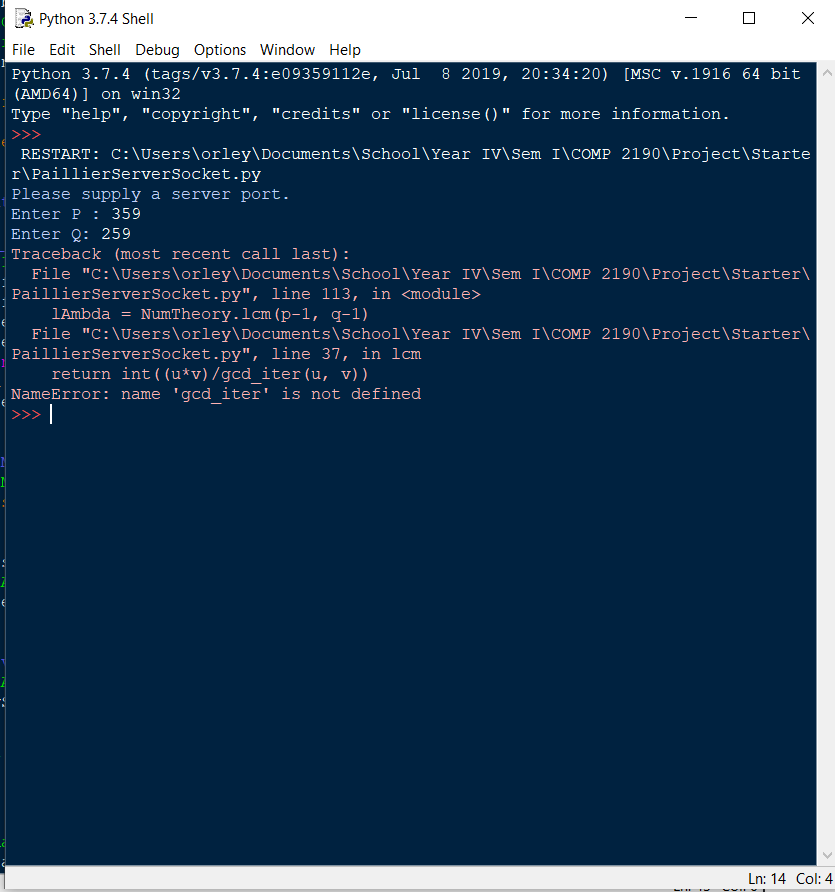 Python 3.7.4 Shell
File Edit Shell Debug Options Window Help
Python 3.7.4 (tags/v3.7.4:e09359112e, Jul  8 2019, 20:34:20) [MSC v.1916 64 bit
(AMD64)] on win32
Type "help", "copyright", "credits" or "license()" for more information.
>>>
 RESTART: C:\Users\orley\Documents\School\Year IV\Sem I\COMP 2190\Project\Starte
r\PaillierServerSocket.py
Please supply a server port.
Enter P : 359
Enter Q: 259
Traceback (most recent call last):
  File "C:\Users\orley\Documents\School\Year IV\Sem I\COMP 2190\Project\Starter\
PaillierServerSocket.py", line 113, in <module>
    lAmbda = NumTheory.lcm(p-1, q-1)
  File "C:\Users\orley\Documents\School\Year IV\Sem I\COMP 2190\Project\Starter\
PaillierServerSocket.py", line 37, in lcm
    return int((u*v)/gcd_iter(u, v))
NameError: name 'gcd_iter' is not defined
>>>
Ln: 14 Col: 4